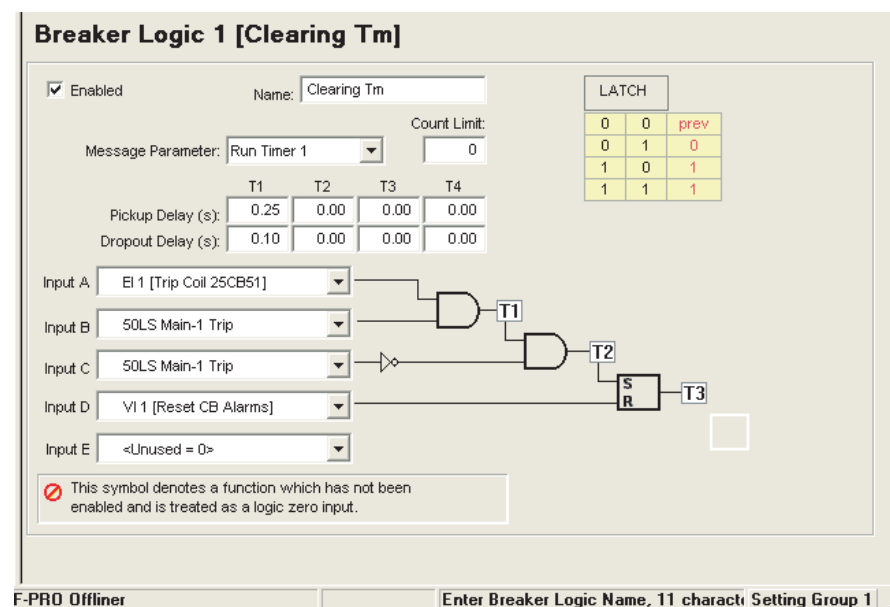 Breaker Logic 1 [Clearing Tm]
Enabled
Name: Clearing Tm
LATCH
0 0 prev
0 1 0
1 0 1
1 1 1
Count Limit:
Message Parameter: Run Timer 1 0
T1 T2 T3 T4
Pickup Delay (s): 0.25 0.00 0.00 0.00
Dropout Delay (s): 0.10 0.00 0.00 0.00
Input A EI 1 [Trip Coil 25CB51]
T1
Input B 50LS Main-1 Trip
T2
Input C 50LS Main-1 Trip
S
R
T3
Input D VI 1 [Reset CB Alarms]
Input E <Unused = 0>
This symbol denotes a function which has not been
enabled and is treated as a logic zero input.
F-PRO Offliner Enter Breaker Logic Name, 11 characte Setting Group 1